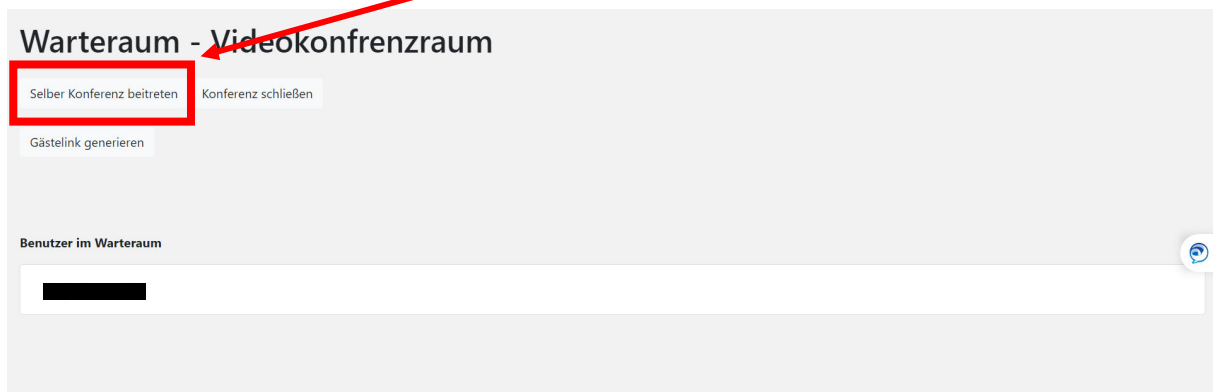 Warteraum - Videokonfrenzraum
Selber Konferenz beitreten Konferenz schließen
Gästelink generieren
Benutzer im Warteraum